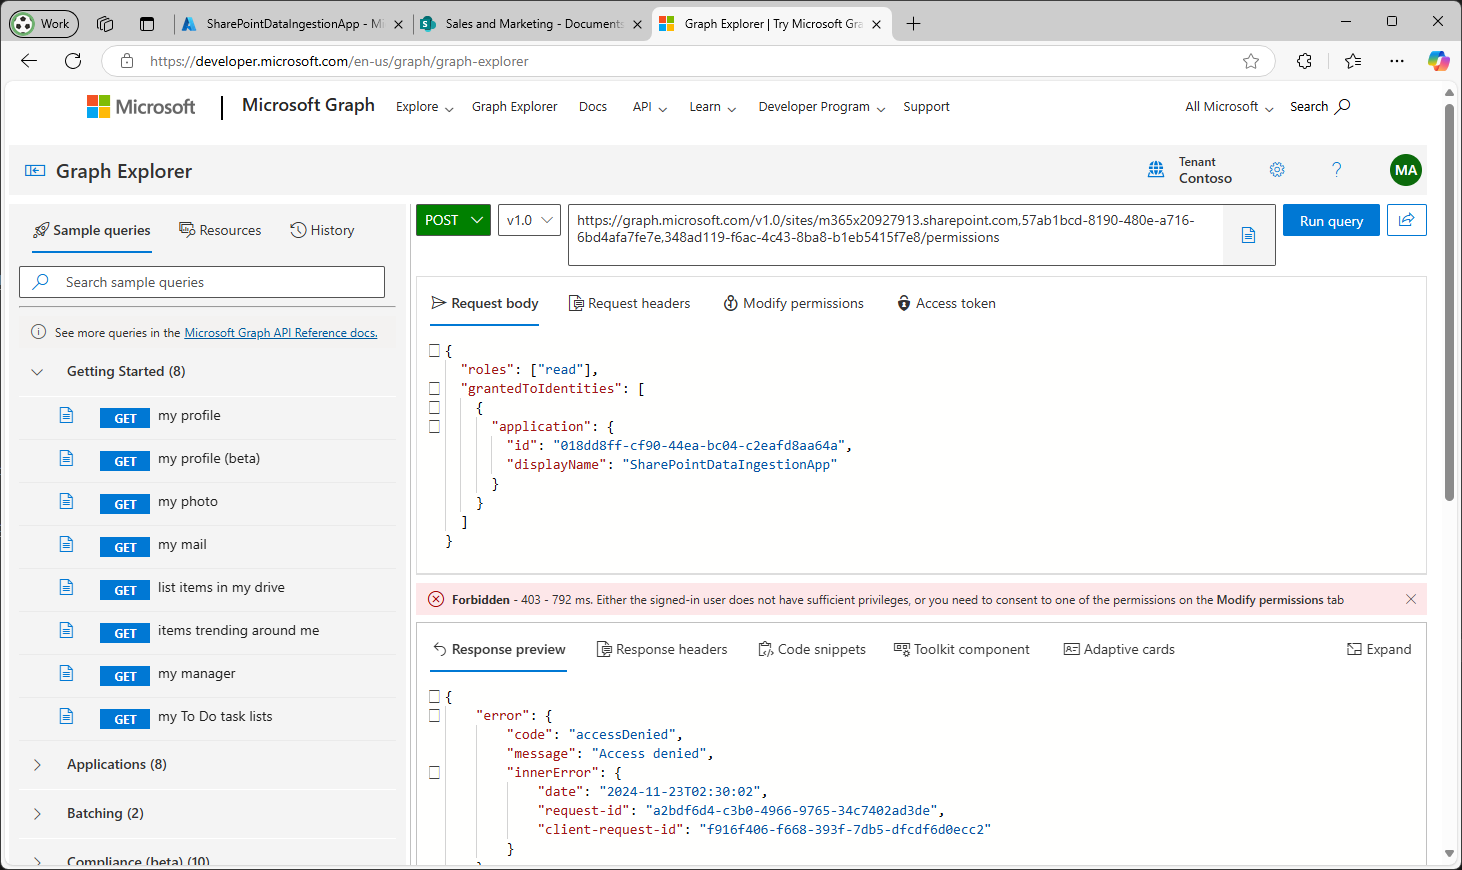 Work
SharePointDataIngestionApp - Mi
Sales and Marketing - Documents
Graph Explorer | Try Microsoft Gra
https://developer.microsoft.com/en-us/graph/graph-explorer
Microsoft
Microsoft Graph
Explore
Graph Explorer
Docs
API
Learn
Developer Program
Support
All Microsoft
Search
Graph Explorer
Tenant
Contoso
?
MA
Sample queries
Resources
History
Search sample queries
See more queries in the Microsoft Graph API Reference docs.
Getting Started (8)
GET my profile
GET my profile (beta)
GET my photo
GET my mail
GET list items in my drive
GET items trending around me
GET my manager
GET my To Do task lists
Applications (8)
Batching (2)
Compliance (beta) (10)
POST
v1.0
https://graph.microsoft.com/v1.0/sites/m365x20927913.sharepoint.com,57ab1bcd-8190-480e-a716-
6bd4afa7fe7e,348ad119-f6ac-4c43-8ba8-b1eb5415f7e8/permissions
Run query
Request body
Request headers
Modify permissions
Access token
{
"roles": ["read"],
"grantedToIdentities": [
{
"application": {
"id": "018dd8ff-cf90-44ea-bc04-c2eafd8aa64a",
"displayName": "SharePointDataIngestionApp"
}
}
]
}
Forbidden - 403 - 792 ms. Either the signed-in user does not have sufficient privileges, or you need to consent to one of the permissions on the Modify permissions tab
Response preview
Response headers
Code snippets
Toolkit component
Adaptive cards
Expand
{
"error": {
"code": "accessDenied",
"message": "Access denied",
"innerError": {
"date": "2024-11-23T02:30:02",
"request-id": "a2bdf6d4-c3b0-4966-9765-34c7402ad3de",
"client-request-id": "f916f406-f668-393f-7db5-dfcdf6d0ecc2"
}